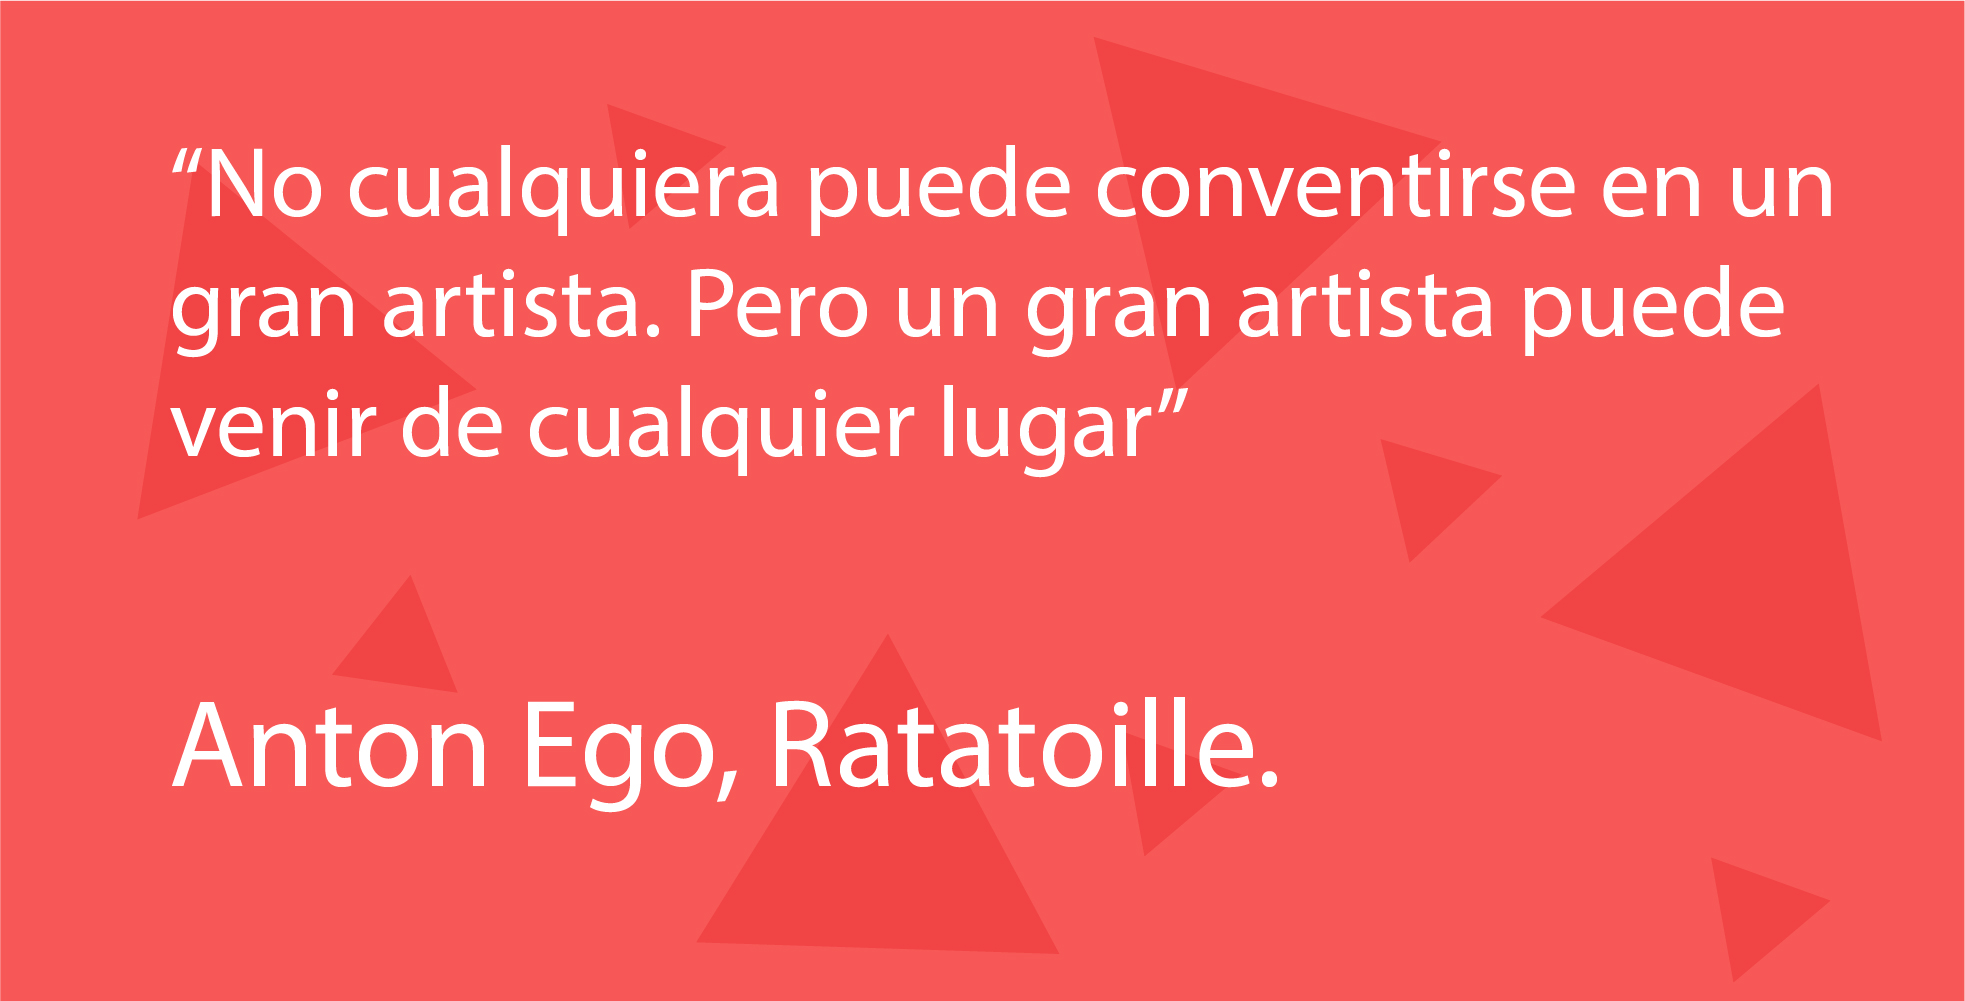 “No cualquiera puede conventirse en un
gran artista. Pero un gran artista puede
venir de cualquier lugar”
Anton Ego, Ratatoille.